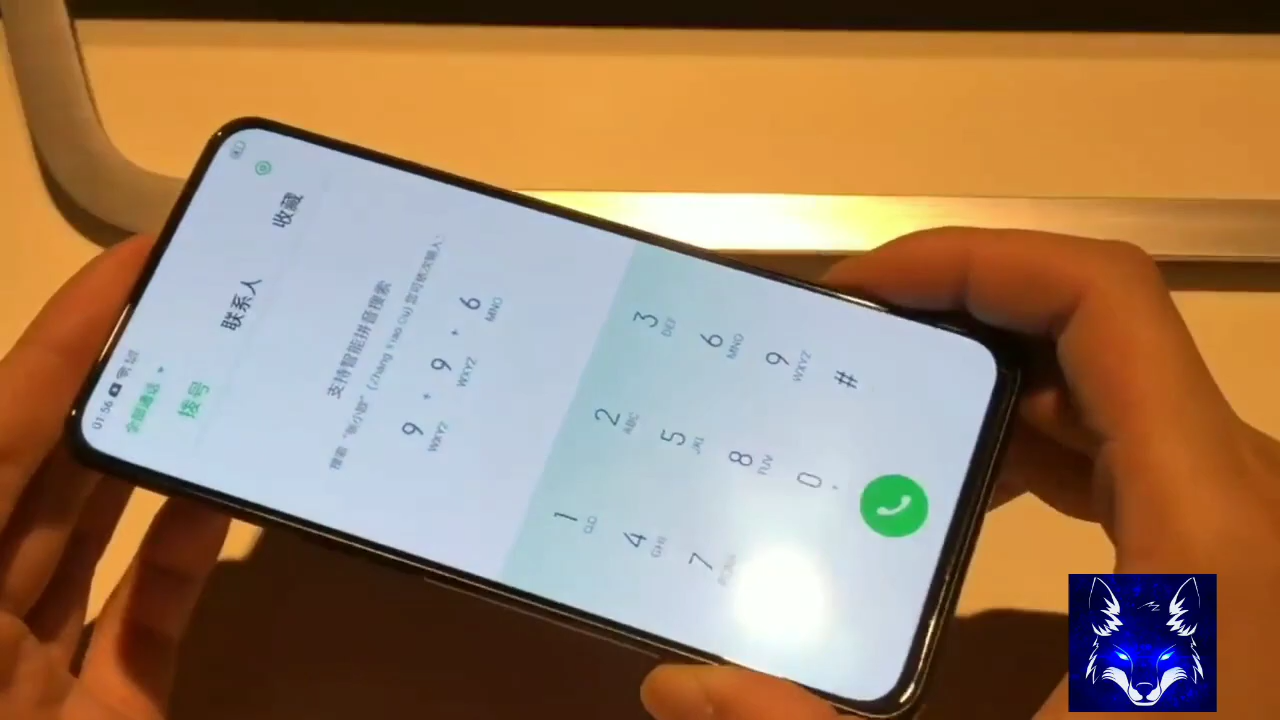 01:56
全部通话
拨号 联系人 收藏
支持智能拼音搜索
9 + 9 + 6
WXYZ WXYZ MNO
1 2 3
QD ABC DEF
4 5 6
GHI JKL MNO
7 8 9
TUV WXYZ
0 #
+